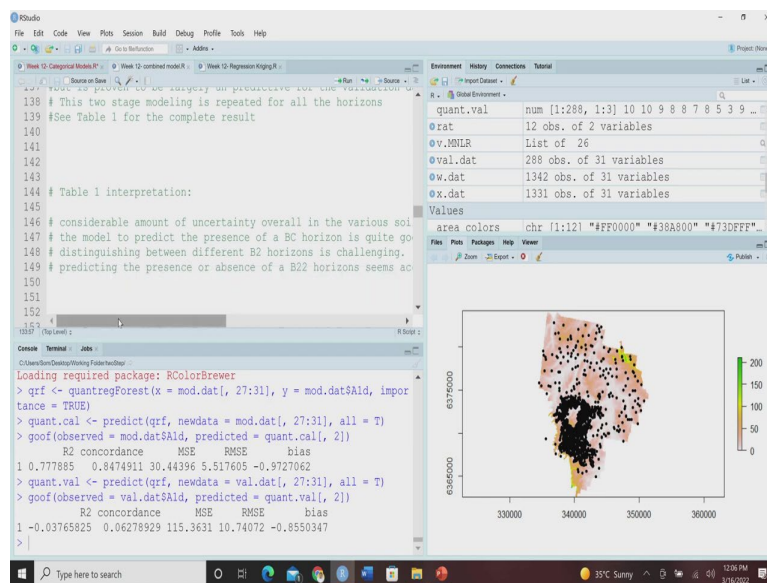 RStudio
File Edit Code View Plots Session Build Debug Profile Tools Help
Go to file/function Addins
Project: (None
Week 12- Categorical Models.R* Week 12- combined model.R Week 12- Regression Kriging.R
Source on Save Run Source
138 # This two stage modeling is repeated for all the horizons
139 #See Table 1 for the complete result
140
141
142
143
144 # Table 1 interpretation:
145
146 # considerable amount of uncertainty overall in the various soi
147 # the model to predict the presence of a BC horizon is quite go
148 # distinguishing between different B2 horizons is challenging.
149 # predicting the presence or absence of a B22 horizons seems ac
150
151
152
153
133:57 (Top Level) R Script
Console Terminal Jobs
C:/Users/Som/Desktop/Working Folder/twoStep/
Loading required package: RColorBrewer
> qrf <- quantregForest(x = mod.dat[, 27:31], y = mod.dat$A1d, impor
tance = TRUE)
> quant.cal <- predict(qrf, newdata = mod.dat[, 27:31], all = T)
> goof(observed = mod.dat$A1d, predicted = quant.cal[, 2])
R2 concordance MSE RMSE bias
1 0.777885 0.8474911 30.44396 5.517605 -0.9727062
> quant.val <- predict(qrf, newdata = val.dat[, 27:31], all = T)
> goof(observed = val.dat$A1d, predicted = quant.val[, 2])
R2 concordance MSE RMSE bias
1 -0.03765825 0.06278929 115.3631 10.74072 -0.8550347
>
Environment History Connections Tutorial
Import Dataset List
R Global Environment
quant.val num [1:288, 1:3] 10 10 9 8 8 7 8 5 3 9 …
rat 12 obs. of 2 variables
v.MNLR List of 26
val.dat 288 obs. of 31 variables
w.dat 1342 obs. of 31 variables
x.dat 1331 obs. of 31 variables
Values
area colors chr [1:12] "#FF0000" "#38A800" "#73DFFF"…
Files Plots Packages Help Viewer
Zoom Export Publish
6375000
6365000
330000 340000 350000 360000
200
150
100
50
0
Type here to search
35°C Sunny
12:06 PM
3/16/2022